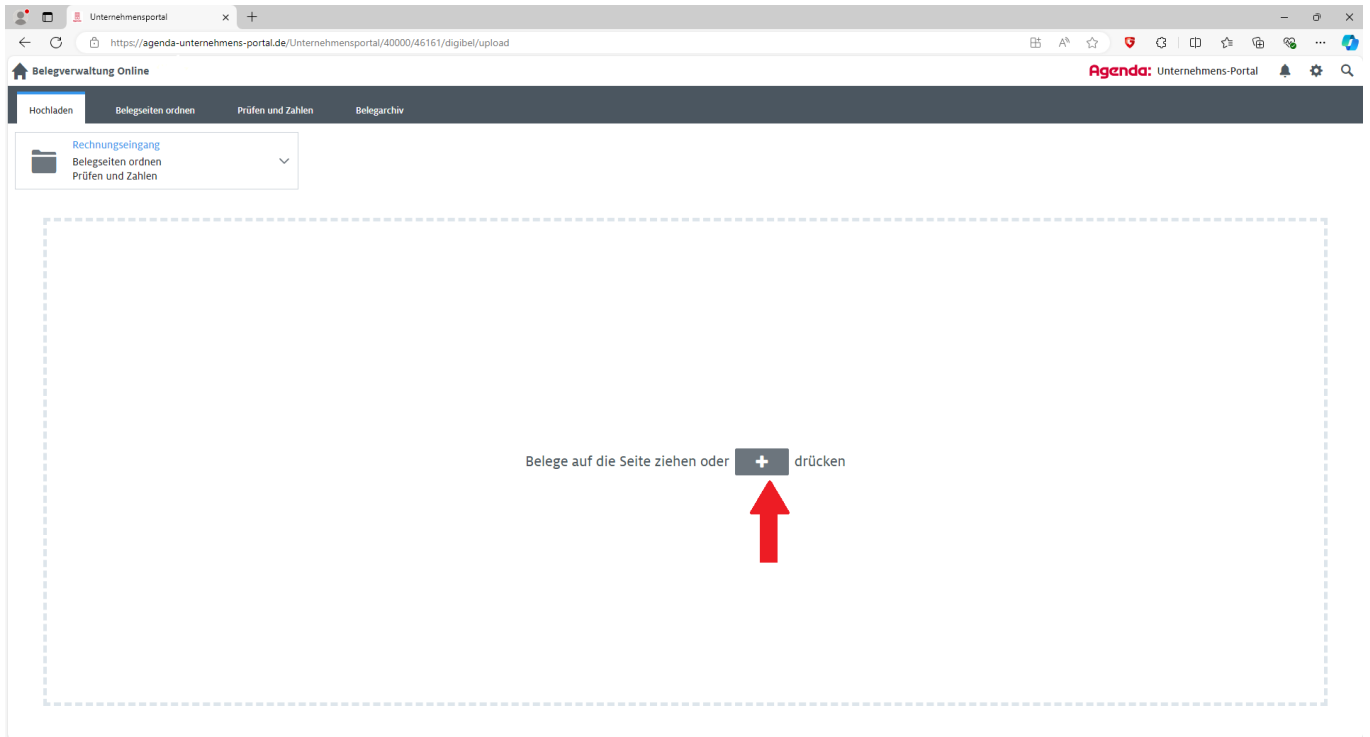 Unternehmensportal
https://agenda-unternehmens-portal.de/Unternehmensportal/40000/46161/digibel/upload
Belegverwaltung Online
Agenda: Unternehmens-Portal
Hochladen Belegseiten ordnen Prüfen und Zahlen Belegarchiv
Rechnungseingang
Belegseiten ordnen
Prüfen und Zahlen
Belege auf die Seite ziehen oder + drücken